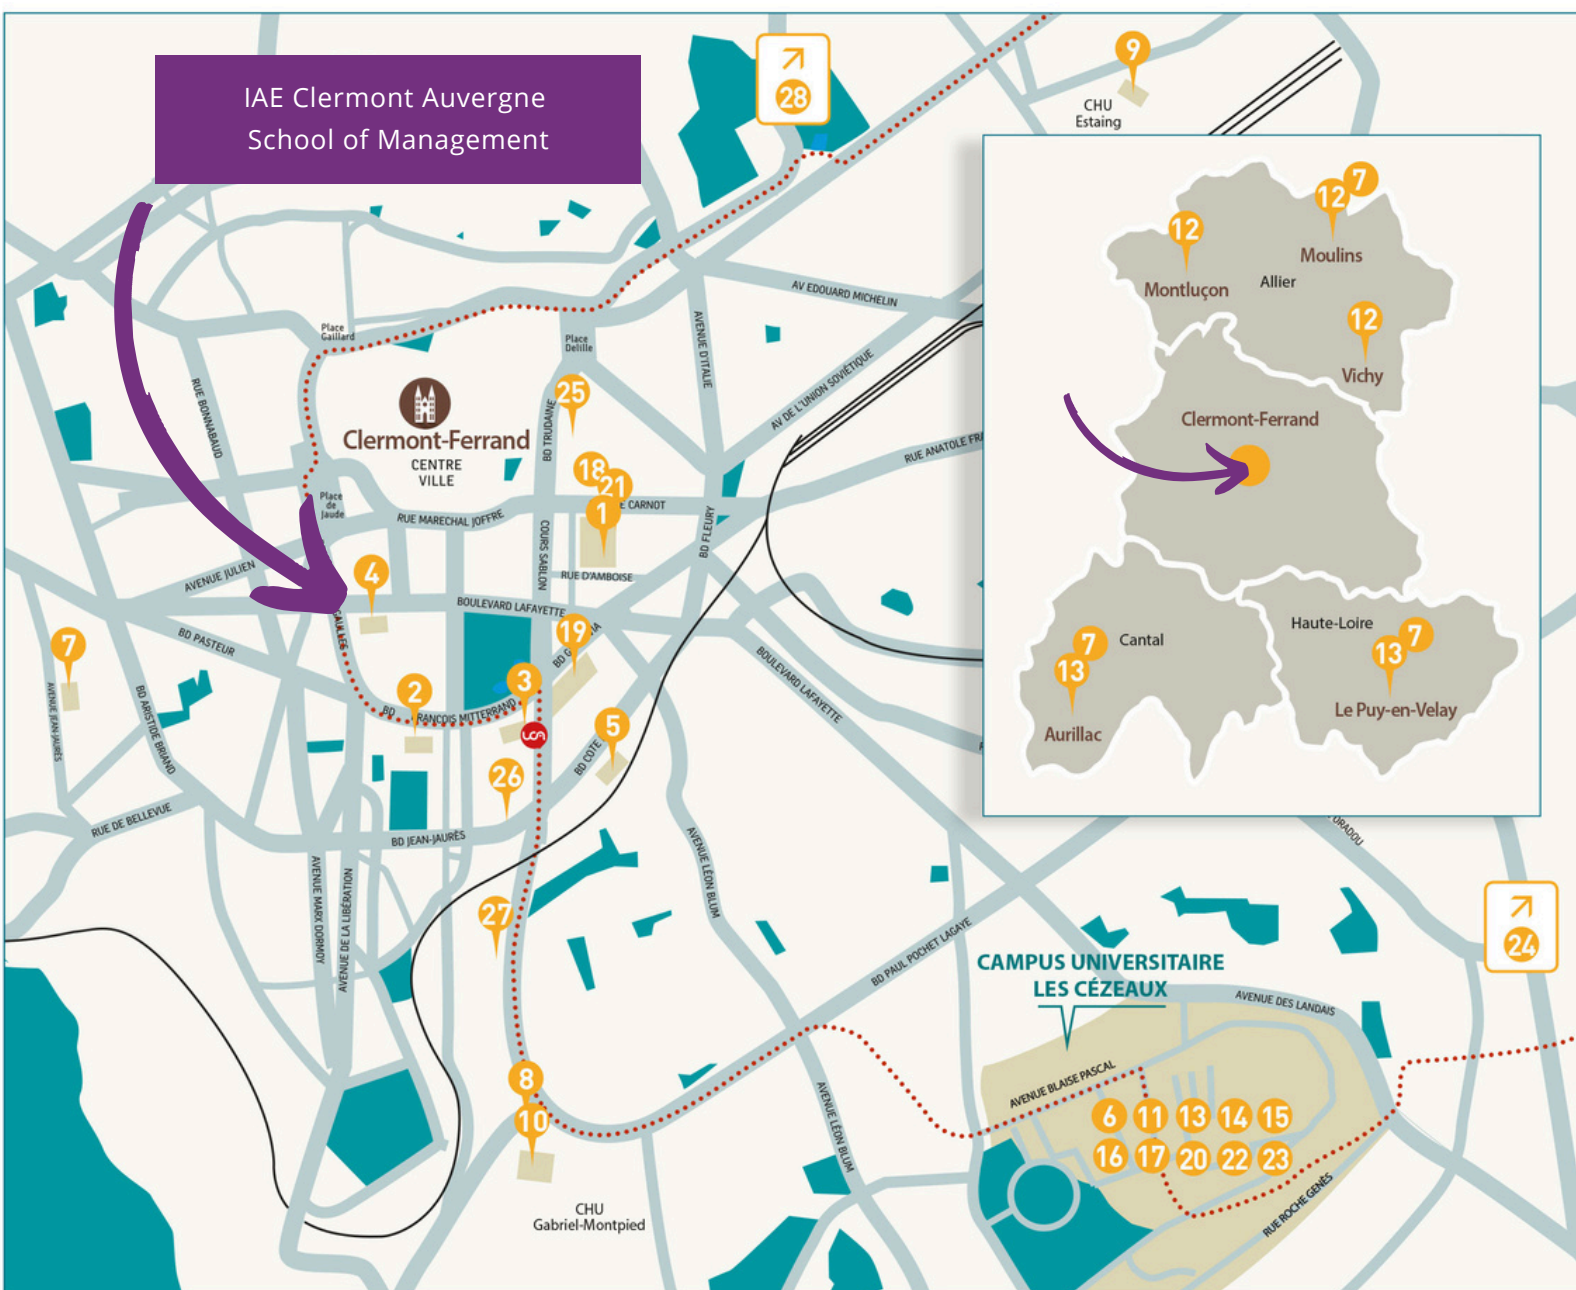 IAE Clermont Auvergne
School of Management
28
9
CHU
Estaing
7
12
12
Moulins
Allier
Montluçon
12
Vichy
Clermont-Ferrand
Haute-Loire
Cantal
7
13
7
13
Le Puy-en-Velay
Aurillac
AV EDOUARD MICHELIN
Place
Gaillard
Place
Delille
AVENUE D'ITALIE
AV DE L'UNION SOVIÉTIQUE
RUE BONNABAUD
25
BD TRUDAINE
Clermont-Ferrand
CENTRE
VILLE
RUE ANATOLE FRA
18
21
E CARNOT
1
Place
de
Jaude
RUE MARECHAL JOFFRE
COURS SABLON
BD FLEURY
AVENUE JULIEN
4
RUE D'AMBOISE
BOULEVARD LAFAYETTE
BD PASTEUR
19
BD G
7
2
3
BD
RANCOIS MITTERRAND
BOULEVARD LAFAYETTE
AVENUE JEAN-JAURÈS
BD ARISTIDE BRIAND
UCA
5
BD COTE
26
RUE DE BELLEVUE
BD JEAN-JAURÈS
AVENUE MARX DORMOY
AVENUE DE LA LIBÉRATION
AVENUE LÉON BLUM
27
24
BD PAUL POCHET LAGAYE
CAMPUS UNIVERSITAIRE
LES CÉZEAUX
AVENUE DES LANDAIS
AVENUE BLAISE PASCAL
8
10
6 11 13 14 15
16 17 20 22 23
AVENUE LÉON BLUM
RUE ROCHE GENÈS
CHU
Gabriel-Montpied